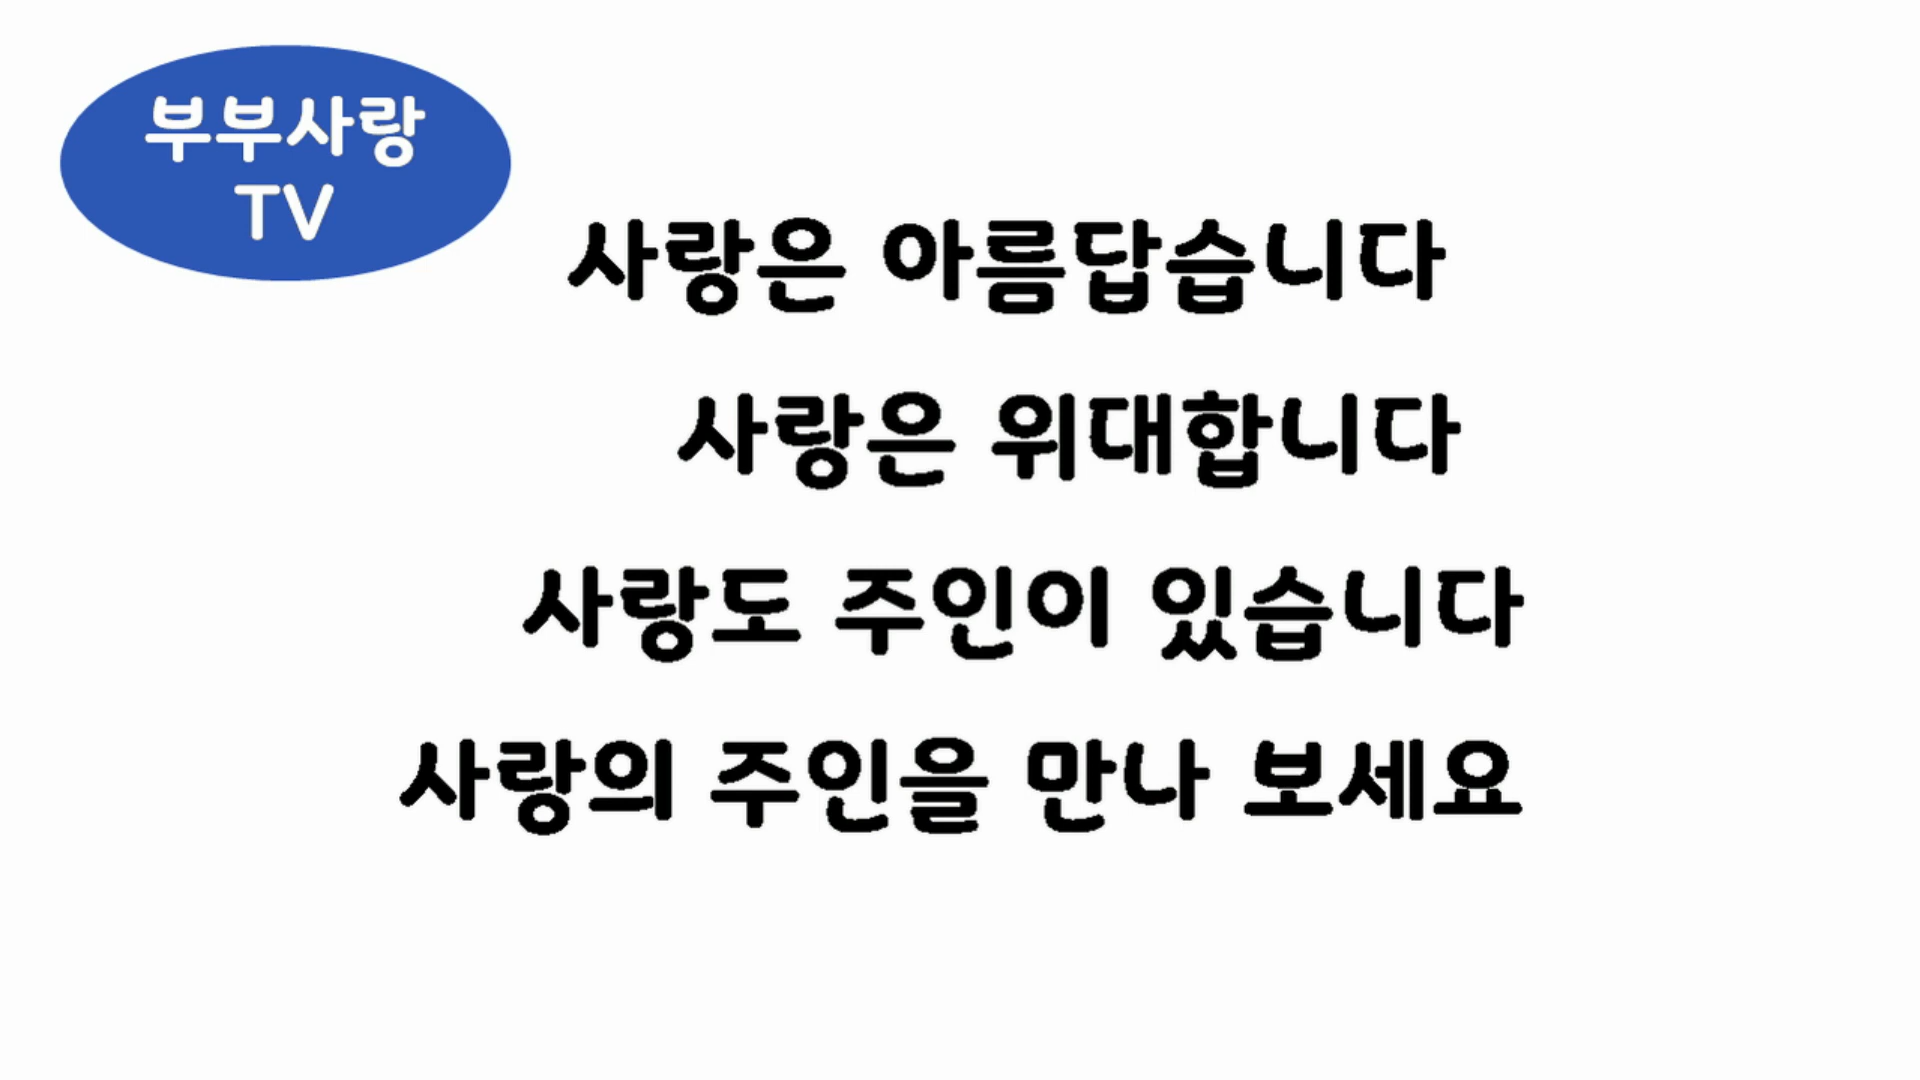 부부사랑
TV
사랑은 아름답습니다
사랑은 위대합니다
사랑도 주인이 있습니다
사랑의 주인을 만나 보세요